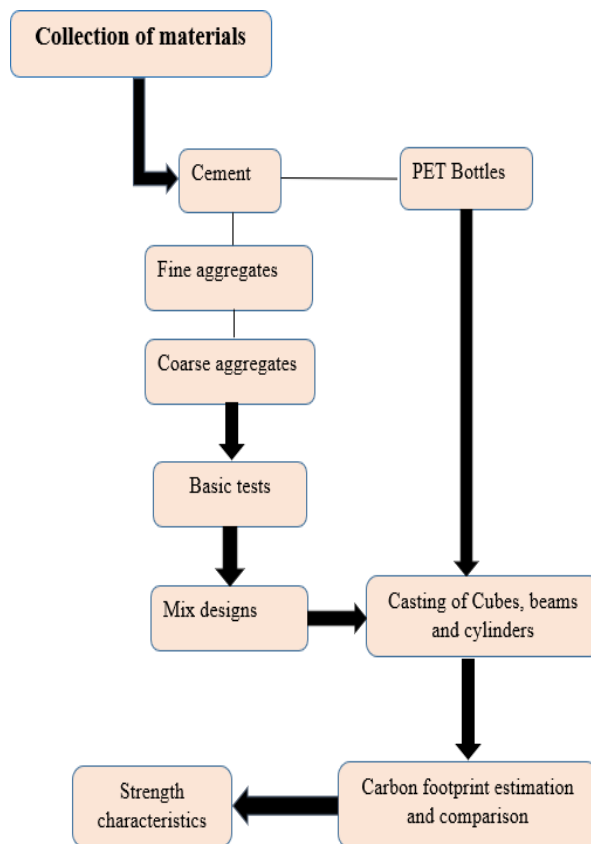 Collection of materials
Cement
PET Bottles
Fine aggregates
Coarse aggregates
Basic tests
Mix designs
Casting of Cubes, beams
and cylinders
Carbon footprint estimation
and comparison
Strength
characteristics